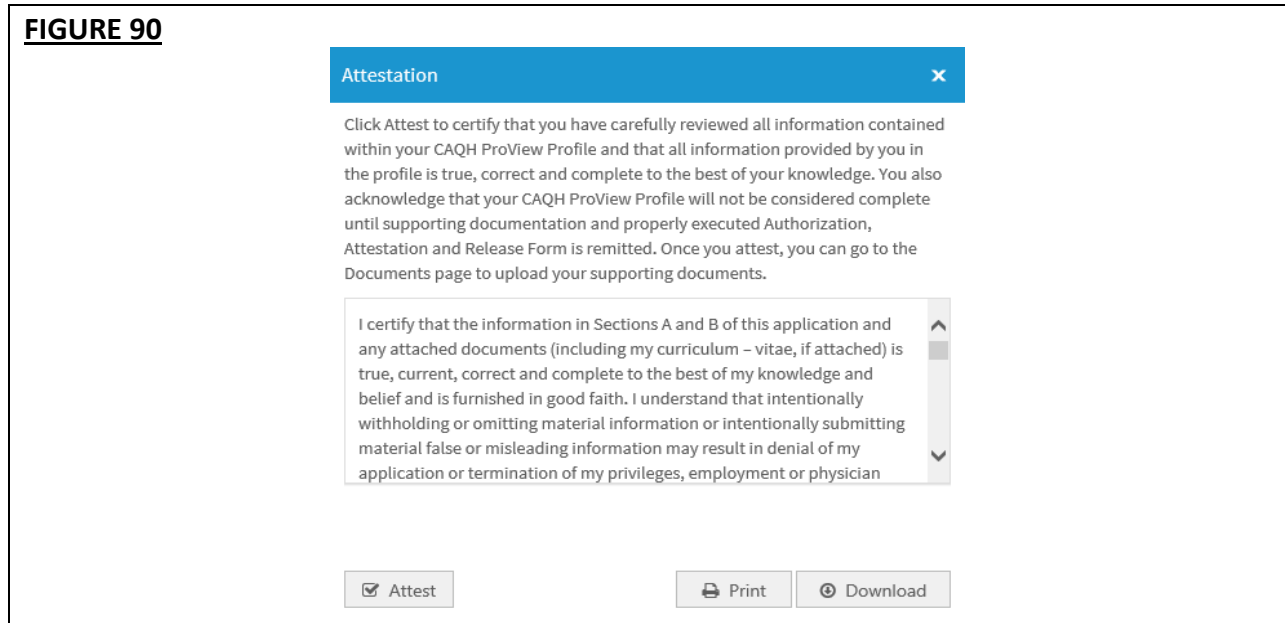 FIGURE 90
Attestation
Click Attest to certify that you have carefully reviewed all information contained
within your CAQH ProView Profile and that all information provided by you in
the profile is true, correct and complete to the best of your knowledge. You also
acknowledge that your CAQH ProView Profile will not be considered complete
until supporting documentation and properly executed Authorization,
Attestation and Release Form is remitted. Once you attest, you can go to the
Documents page to upload your supporting documents.
I certify that the information in Sections A and B of this application and
any attached documents (including my curriculum – vitae, if attached) is
true, current, correct and complete to the best of my knowledge and
belief and is furnished in good faith. I understand that intentionally
withholding or omitting material information or intentionally submitting
material false or misleading information may result in denial of my
application or termination of my privileges, employment or physician
Attest Print Download